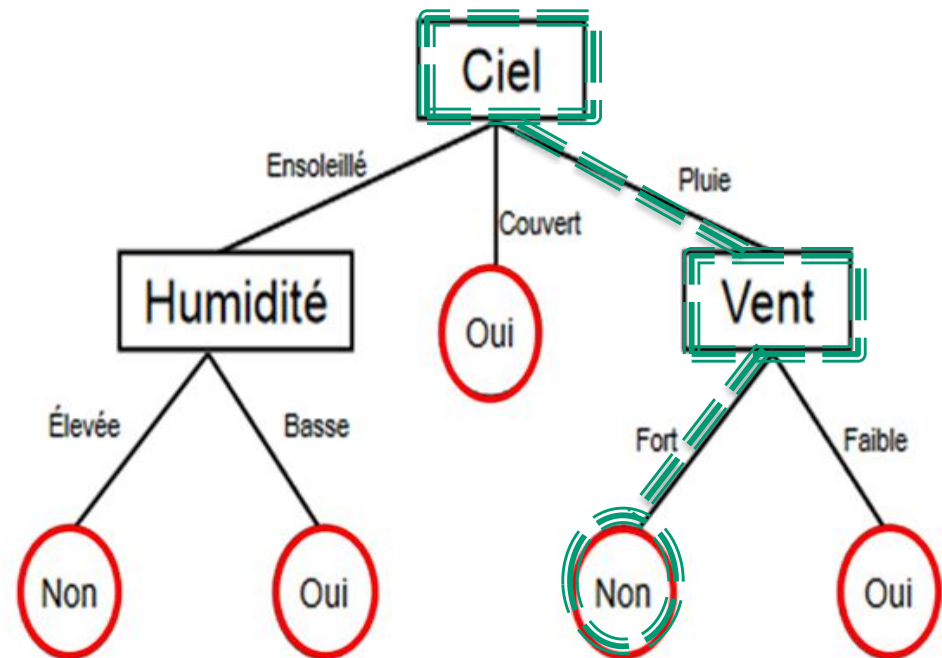 Ciel
Ensoleillé
Pluie
Couvert
Humidité
Oui
Vent
Élevée
Basse
Fort
Faible
Non
Oui
Non
Oui